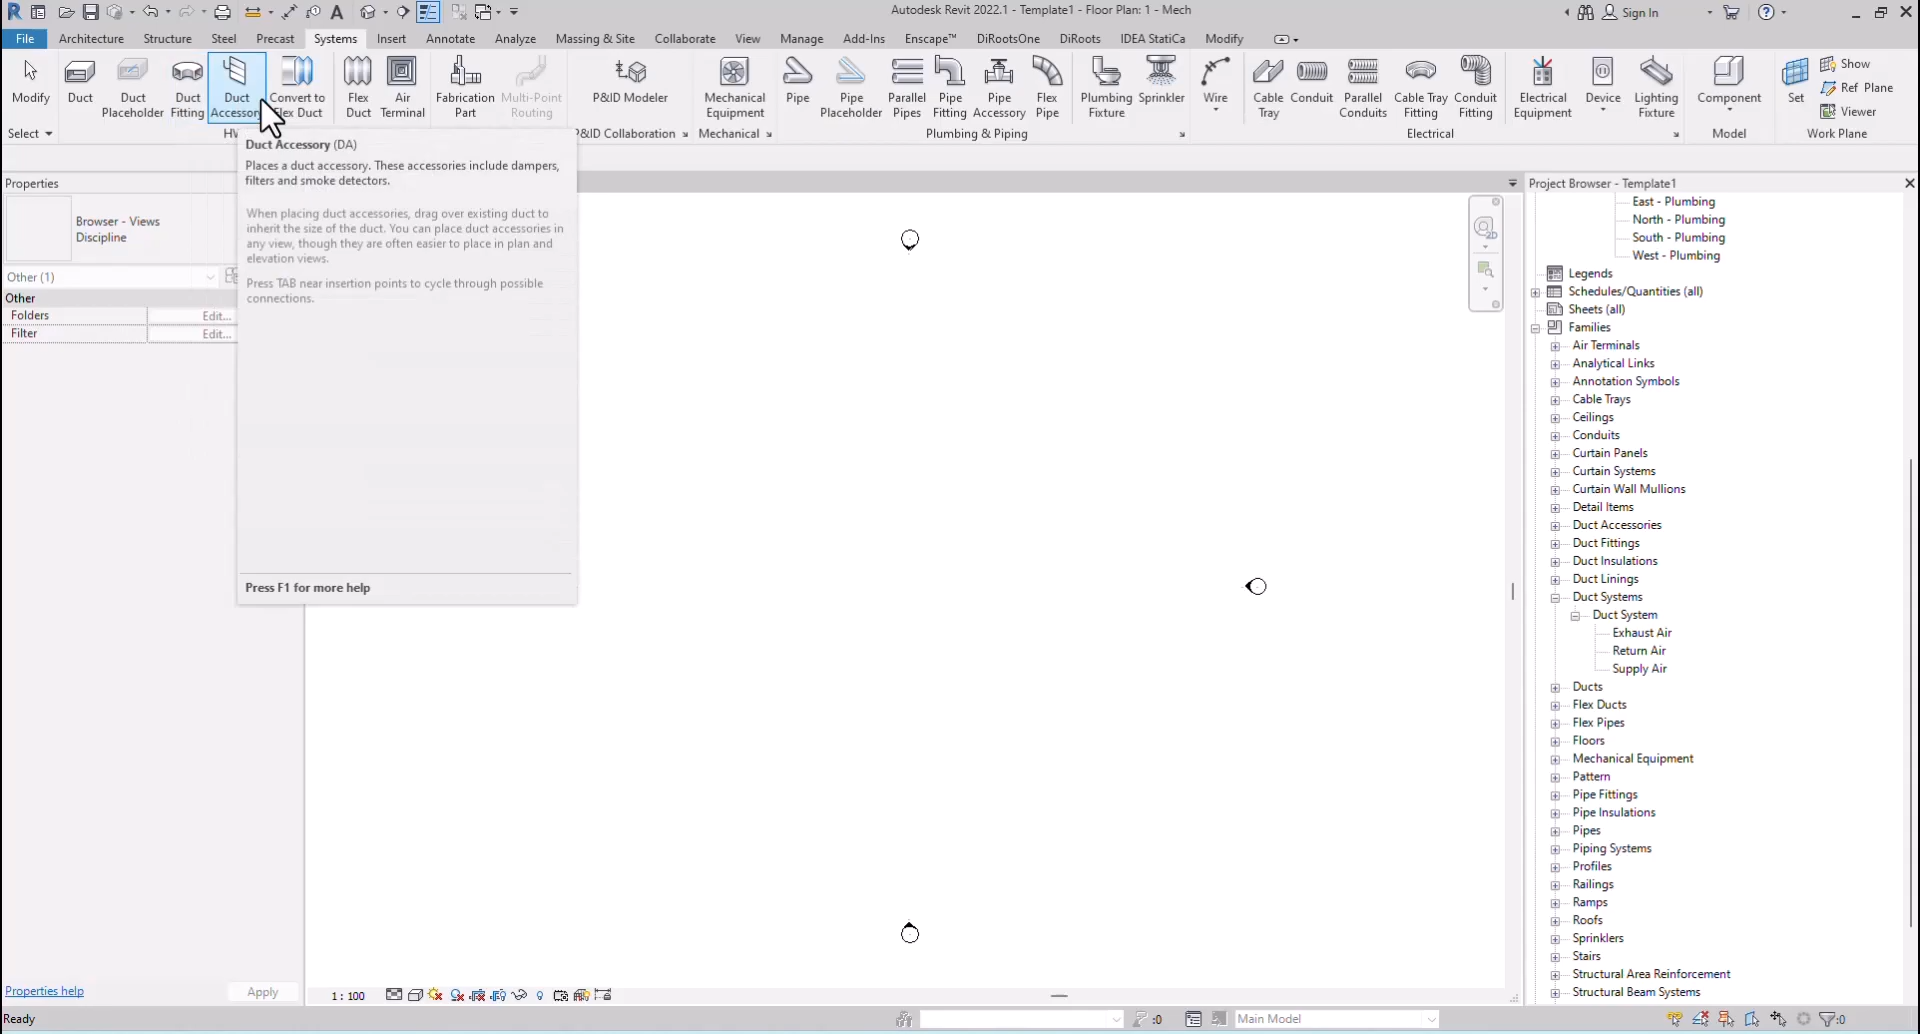 Autodesk Revit 2022.1 - Template1 - Floor Plan: 1 - Mech
Sign In
File
Architecture
Structure
Steel
Precast
Systems
Insert
Annotate
Analyze
Massing & Site
Collaborate
View
Manage
Add-Ins
Enscape™
DiRootsOne
DiRoots
IDEA StatiCa
Modify
Modify
Duct
Duct
Placeholder
Duct
Fitting
Duct
Accessory
Convert to
Flex Duct
Flex
Duct
Air
Terminal
Fabrication
Part
Multi-Point
Routing
P&ID Modeler
Mechanical
Equipment
Pipe
Pipe
Placeholder
Parallel
Pipes
Pipe
Fitting
Pipe
Accessory
Flex
Pipe
Plumbing
Fixture
Sprinkler
Wire
Cable
Tray
Conduit
Parallel
Conduits
Cable Tray
Fitting
Conduit
Fitting
Electrical
Equipment
Device
Lighting
Fixture
Component
Set
Show
Ref Plane
Viewer
Select
P&ID Collaboration
Mechanical
Plumbing & Piping
Electrical
Model
Work Plane
Duct Accessory (DA)
Places a duct accessory. These accessories include dampers,
filters and smoke detectors.
When placing duct accessories, drag over existing duct to
inherit the size of the duct. You can place duct accessories in
any view, though they are often easier to place in plan and
elevation views.
Press TAB near insertion points to cycle through possible
connections.
Press F1 for more help
Properties
Browser - Views
Discipline
Other (1)
Other
Folders
Edit...
Filter
Edit...
Properties help
Apply
2D
1 : 100
Project Browser - Template1
East - Plumbing
North - Plumbing
South - Plumbing
West - Plumbing
Legends
Schedules/Quantities (all)
Sheets (all)
Families
Air Terminals
Analytical Links
Annotation Symbols
Cable Trays
Ceilings
Conduits
Curtain Panels
Curtain Systems
Curtain Wall Mullions
Detail Items
Duct Accessories
Duct Fittings
Duct Insulations
Duct Linings
Duct Systems
Duct System
Exhaust Air
Return Air
Supply Air
Ducts
Flex Ducts
Flex Pipes
Floors
Mechanical Equipment
Pattern
Pipe Fittings
Pipe Insulations
Pipes
Piping Systems
Profiles
Railings
Ramps
Roofs
Sprinklers
Stairs
Structural Area Reinforcement
Structural Beam Systems
Ready
:0
Main Model
:0